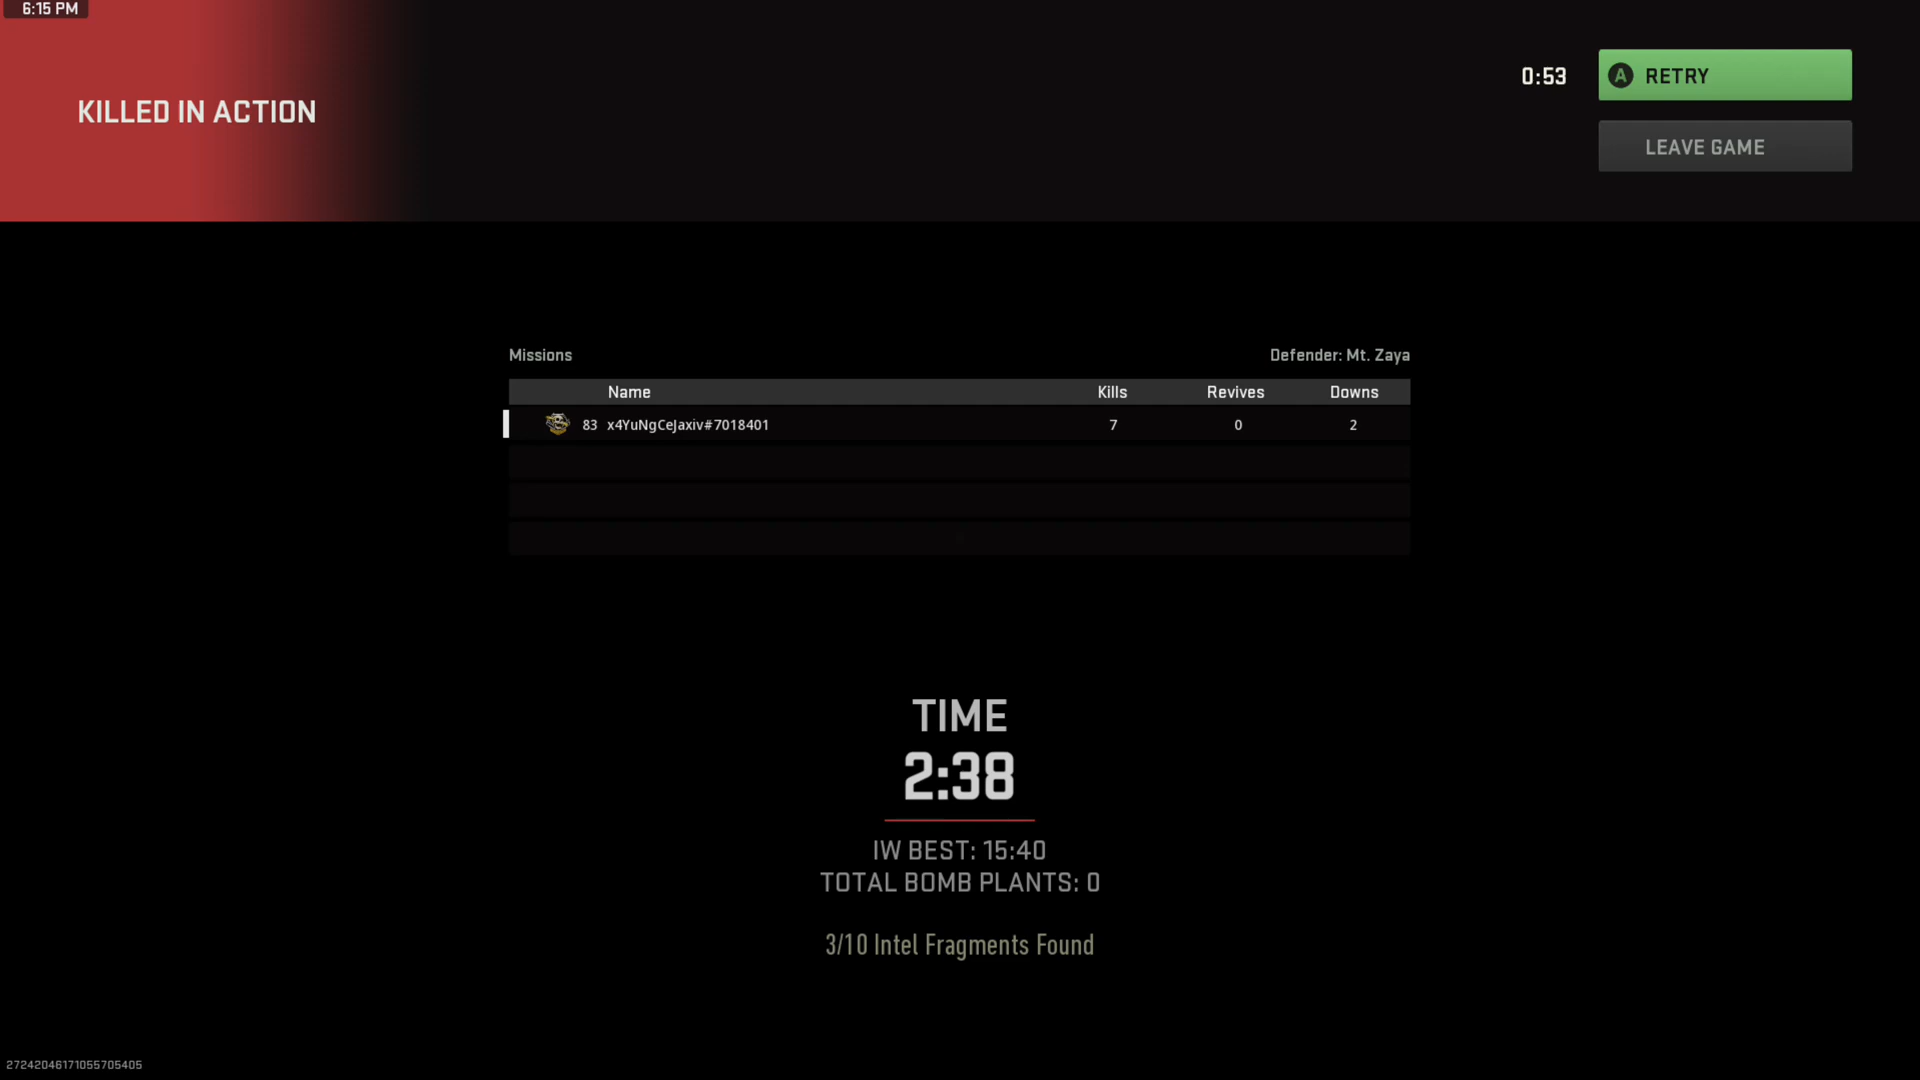 6:15 PM
KILLED IN ACTION
0:53
A RETRY
LEAVE GAME
Missions
Defender: Mt. Zaya
Name Kills Revives Downs
83 x4YuNgCeJaxiv#7018401 7 0 2
TIME
2:38
IW BEST: 15:40
TOTAL BOMB PLANTS: 0
3/10 Intel Fragments Found
27242046171055705405